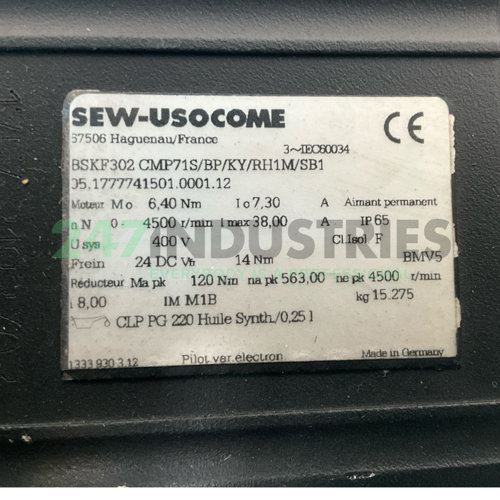 SEW-USOCOME CE
67506 Haguenau/France
3~IEC60034
BSKF302 CMP71S/BP/KY/RH1M/SB1
05.1777741501.0001.12
Moteur Mo 6,40 Nm Io 7,30 A Aimant permanent
nN 0- 4500 r/min Imax 38,00 A IP 65
Usys 400 V Cl.Isol. F
Frein 24 DC V= 14 Nm BMV5
Réducteur Ma pk 120 Nm na pk 563,00 ne pk 4500 r/min
i 8,00 IM M1B kg 15.275
CLP PG 220 Huile Synth./0,25 l
1333 930 3.12 Pilot var.electron. Made in Germany
247 INDUSTRIES